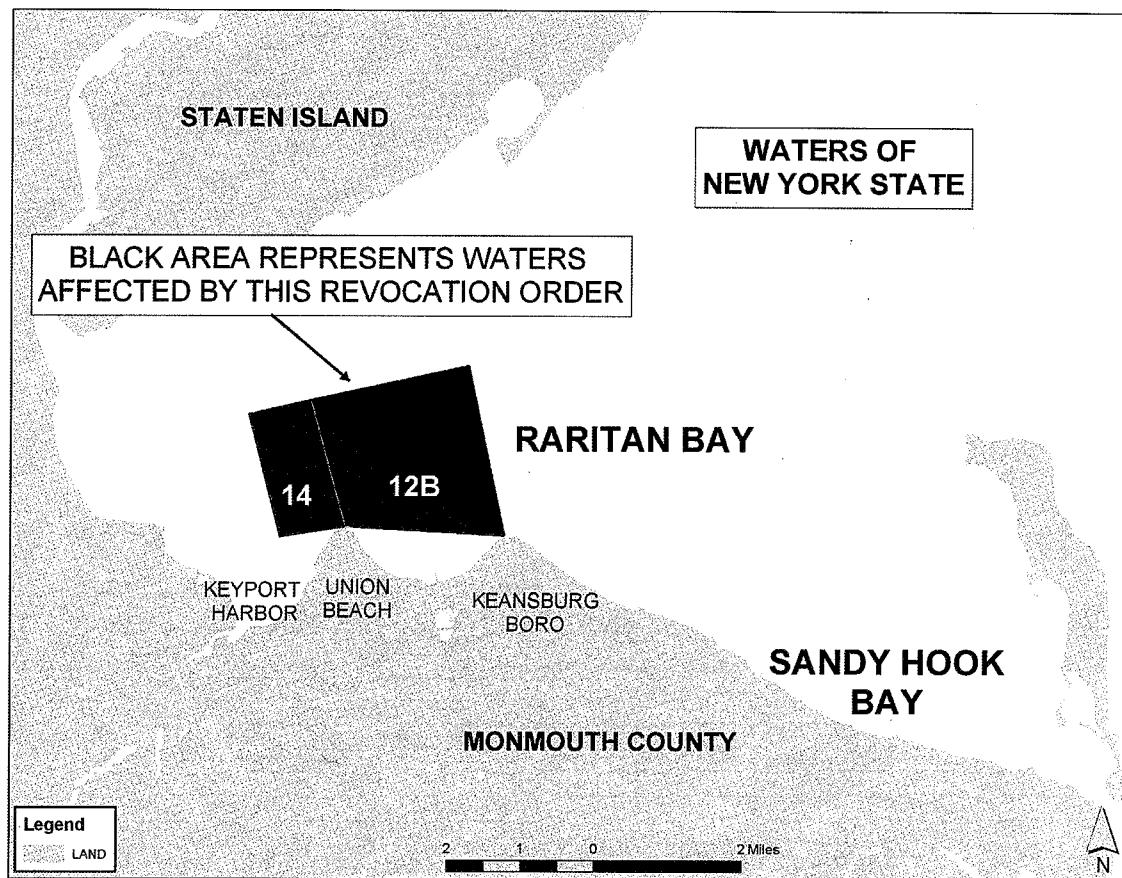 STATEN ISLAND
WATERS OF
NEW YORK STATE
BLACK AREA REPRESENTS WATERS
AFFECTED BY THIS REVOCATION ORDER
RARITAN BAY
14
12B
KEYPORT
HARBOR
UNION
BEACH
KEANSBURG
BORO
SANDY HOOK
BAY
MONMOUTH COUNTY
Legend
LAND
2 1 0 2 Miles
N